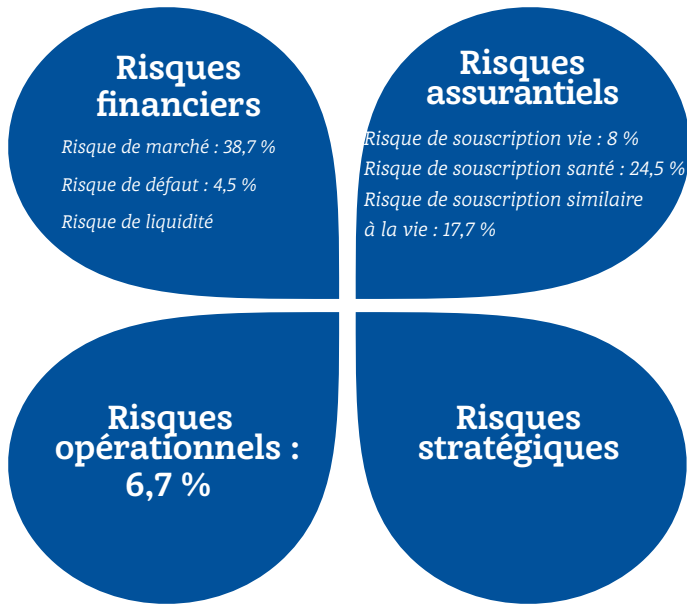 Risques
financiers
Risque de marché : 38,7 %
Risque de défaut : 4,5 %
Risque de liquidité
Risques
assurantiels
Risque de souscription vie : 8 %
Risque de souscription santé : 24,5 %
Risque de souscription similaire
à la vie : 17,7 %
Risques
opérationnels :
6,7 %
Risques
stratégiques